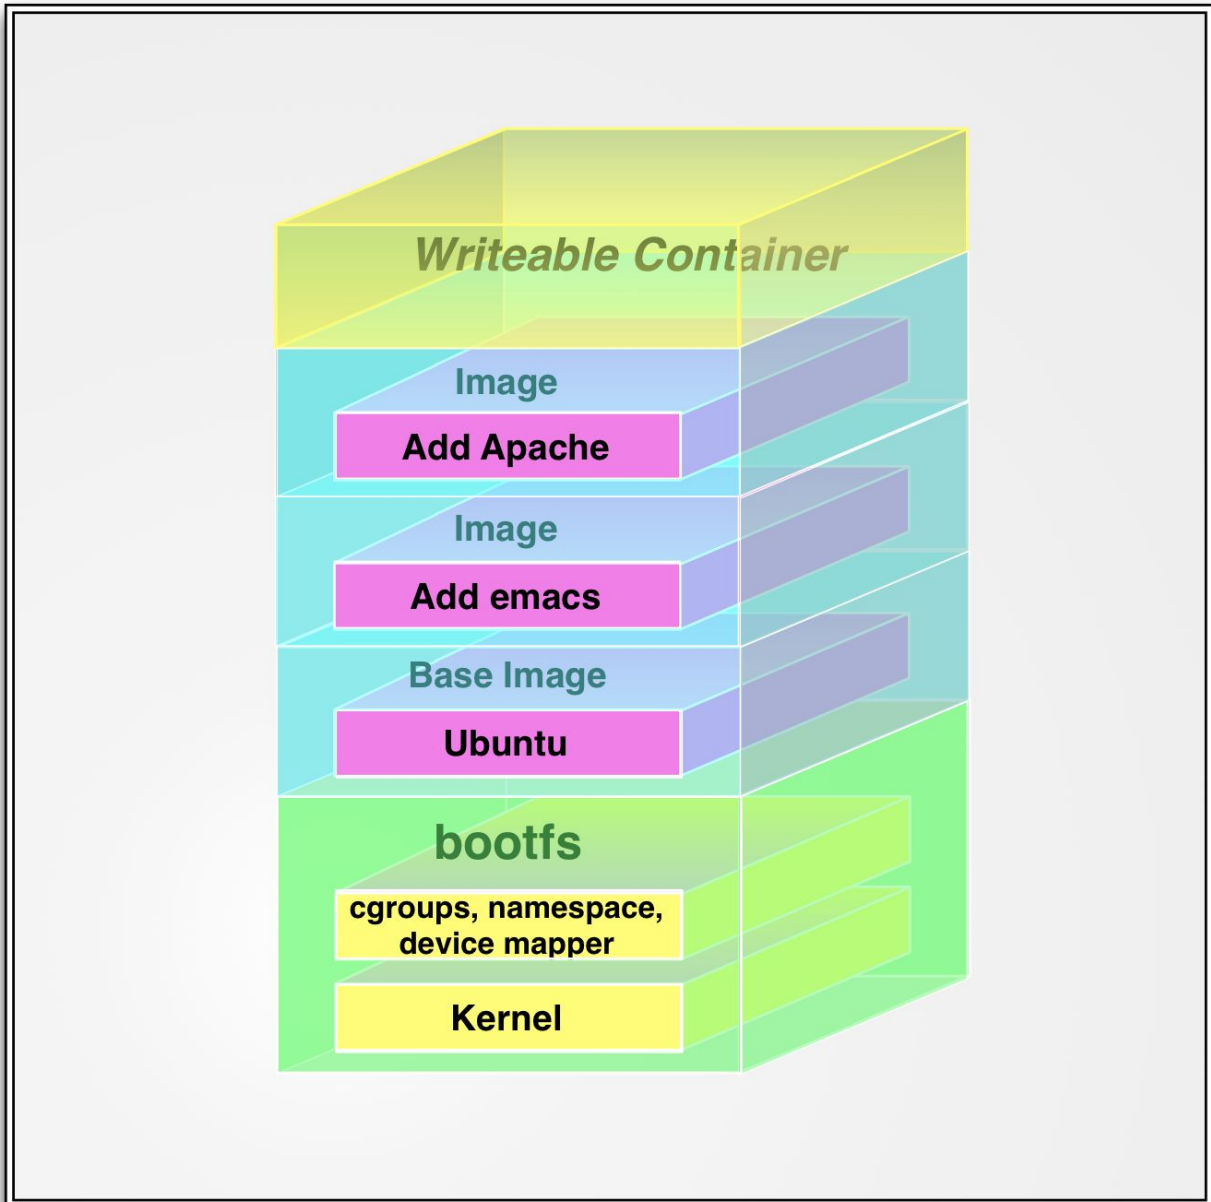 Writeable Container
Image
Add Apache
Image
Add emacs
Base Image
Ubuntu
bootfs
cgroups, namespace,
device mapper
Kernel